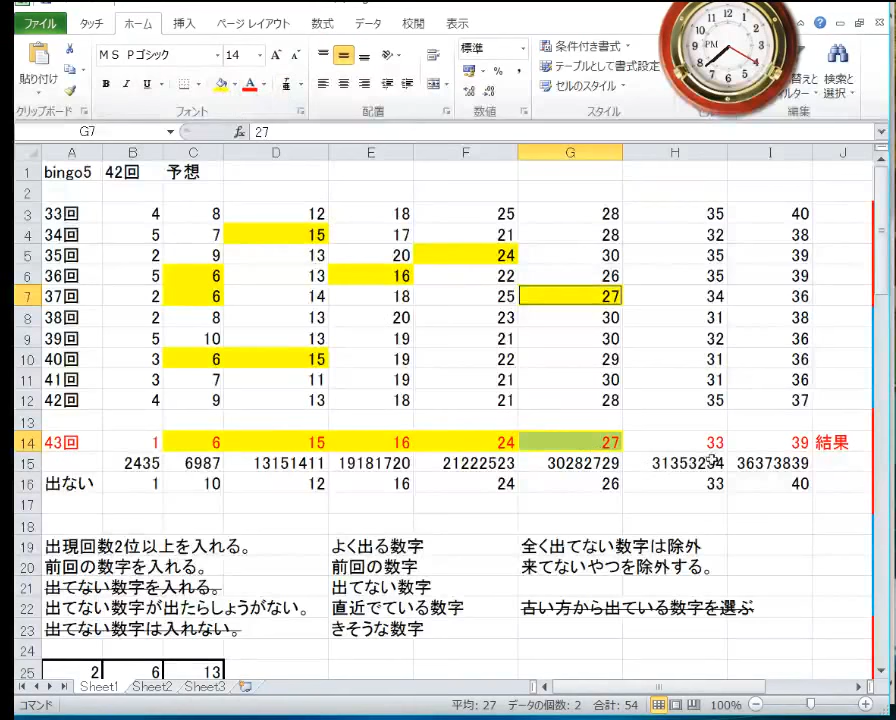 ファイル タッチ ホーム 挿入 ページ レイアウト 数式 データ 校閲 表示
貼り付け ＭＳ Ｐゴシック 14 標準 条件付き書式
B I U % , テーブルとして書式設定 検索と
セルのスタイル 選択
クリップボード フォント 配置 数値 スタイル 編集
12 1 2 3 4 5 6 7 8 9 10 11 PM
G7 fx 27
A B C D E F G H I J
1 bingo5 42回 予想
2
3 33回 4 8 12 18 25 28 35 40
4 34回 5 7 15 17 21 28 32 38
5 35回 2 9 13 20 24 30 35 39
6 36回 5 6 13 16 22 26 35 39
7 37回 2 6 14 18 25 27 34 36
8 38回 2 8 13 20 23 30 31 38
9 39回 5 10 13 19 21 30 32 36
10 40回 3 6 15 19 22 29 31 36
11 41回 3 7 11 19 21 30 31 36
12 42回 4 9 13 18 21 28 35 37
13
14 43回 1 6 15 16 24 27 33 39 結果
15 2435 6987 13151411 19181720 21222523 30282729 31353234 36373839
16 出ない 1 10 12 16 24 26 33 40
17
18
19 出現回数2位以上を入れる。 よく出る数字 全く出てない数字は除外
20 前回の数字を入れる。 前回の数字 来てないやつを除外する。
21 出てない数字を入れる。 出てない数字
22 出てない数字が出たらしょうがない。 直近でている数字 古い方から出ている数字を選ぶ
23 出てない数字は入れない。 きそうな数字
24
25 2 6 13
Sheet1 Sheet2 Sheet3
コマンド 平均: 27 データの個数: 2 合計: 54 100%